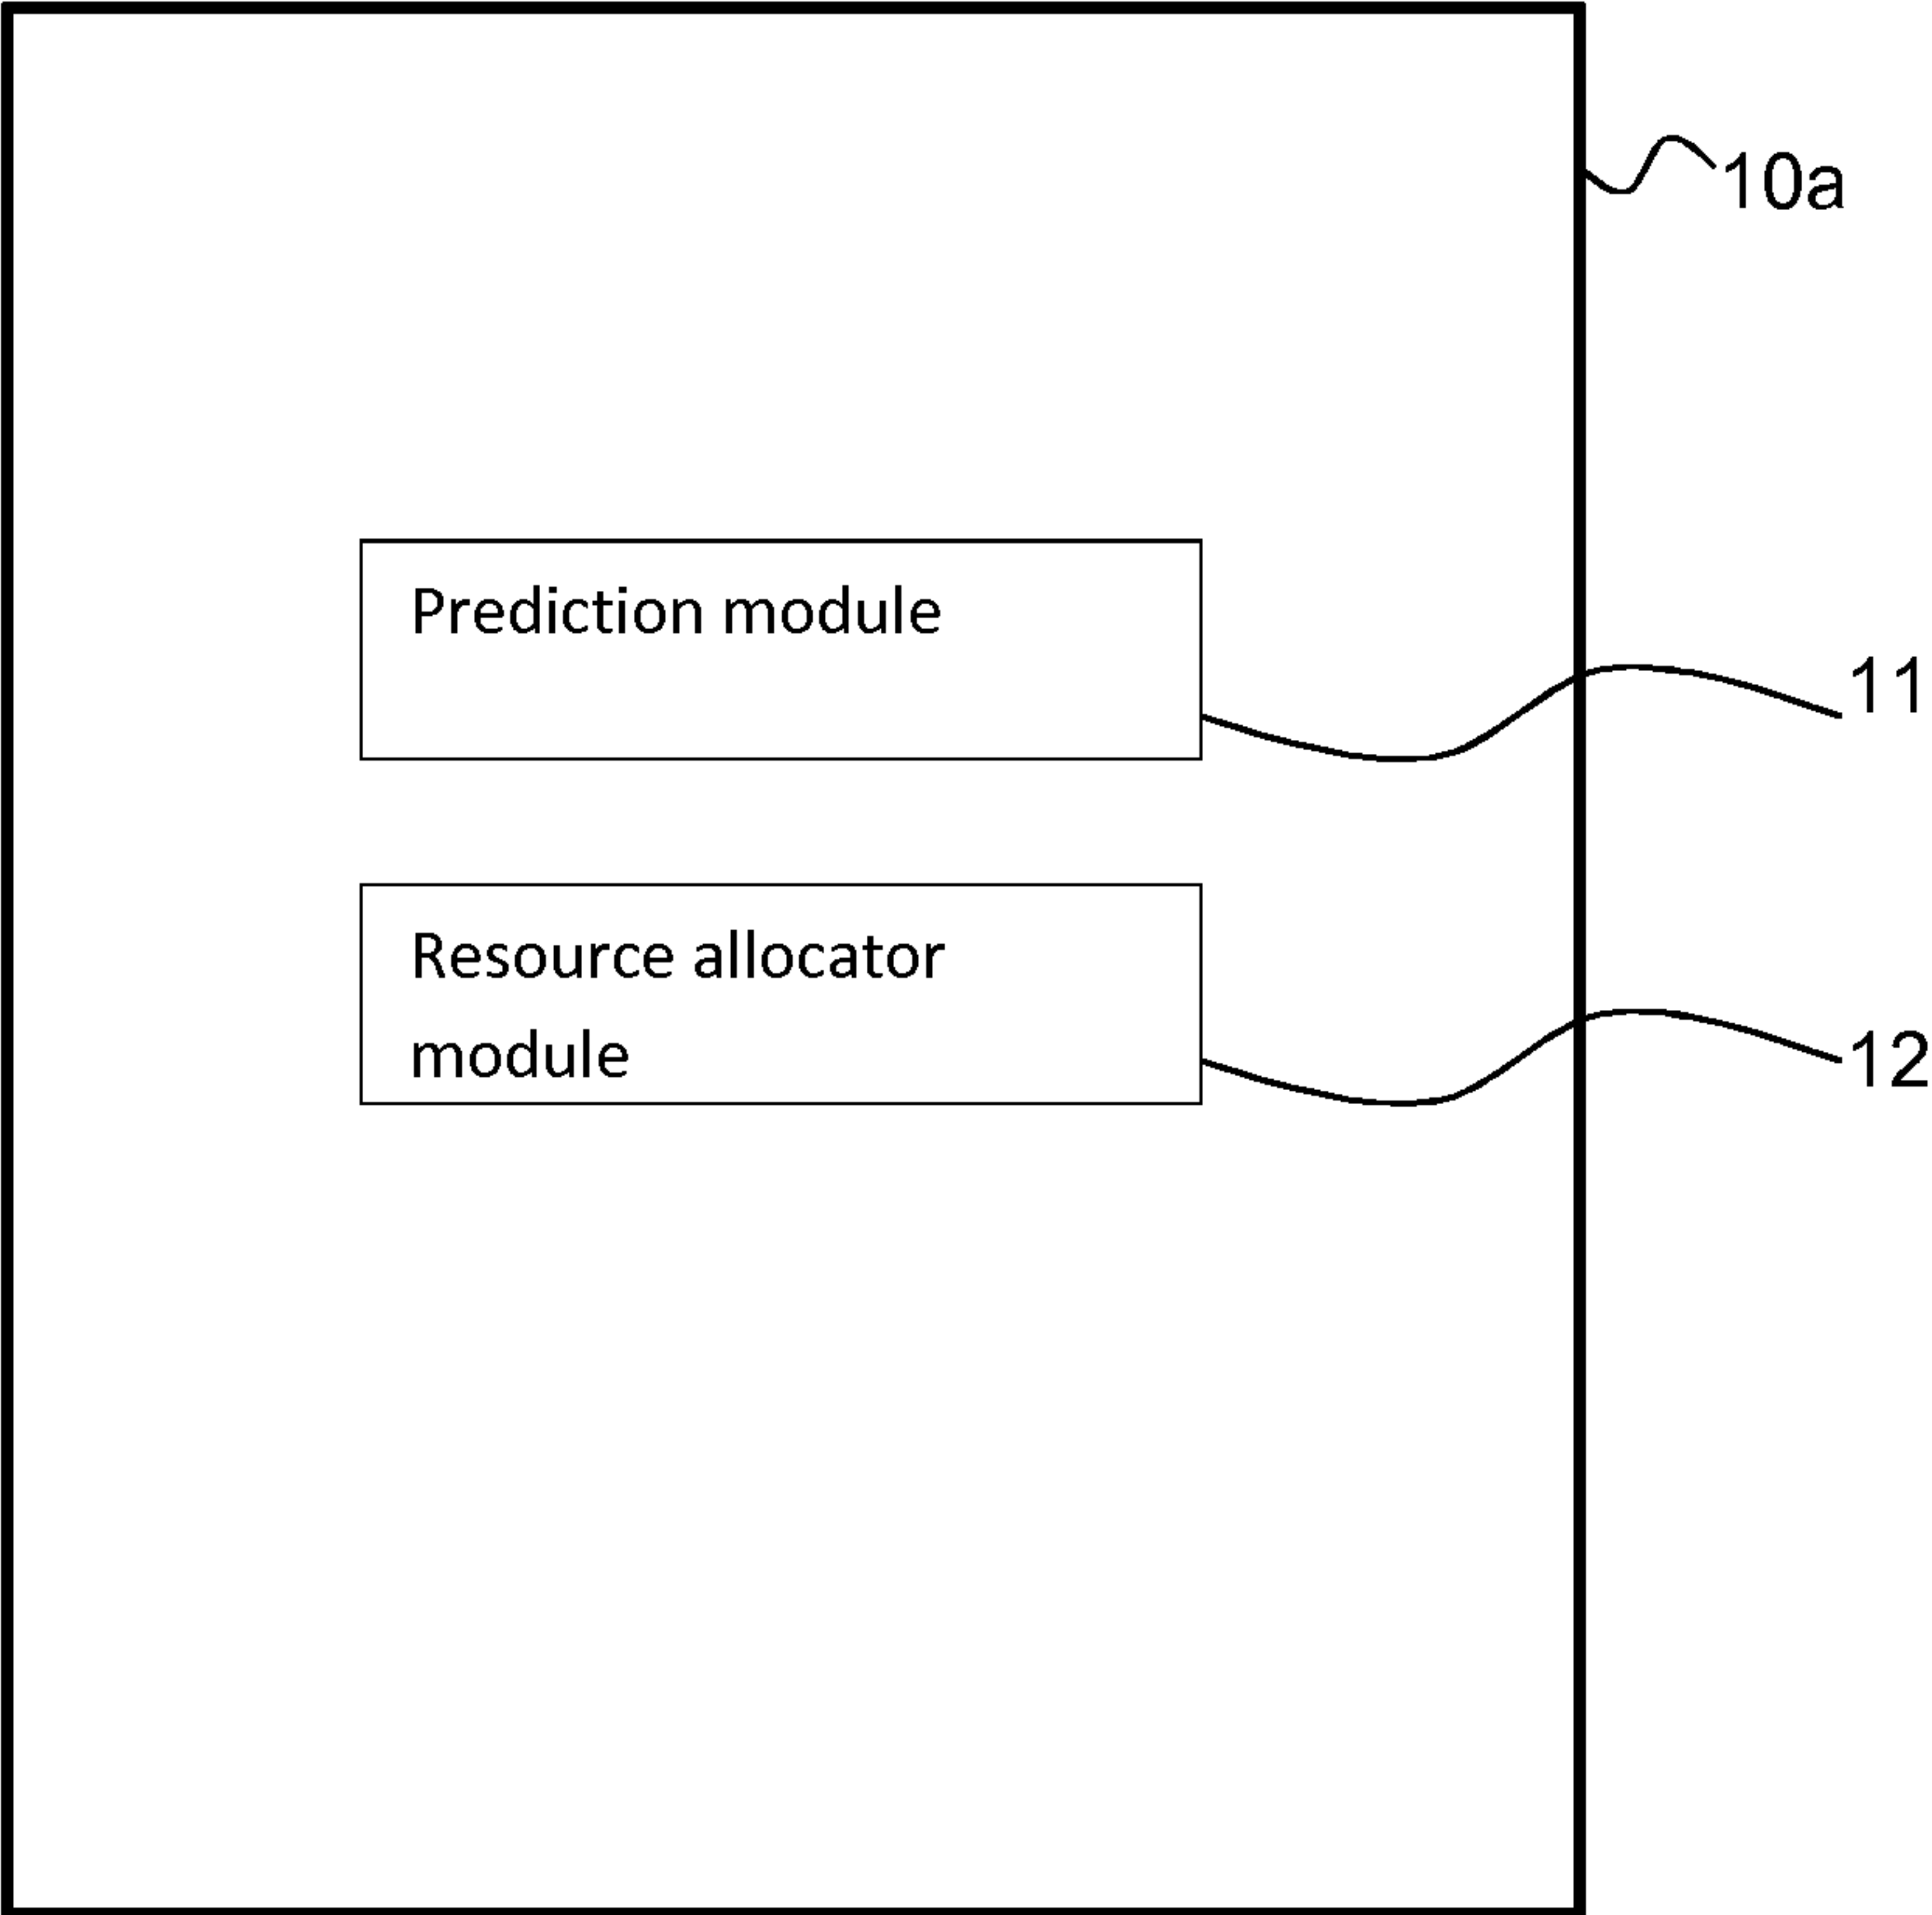 10a
Prediction module
11
Resource allocator
module
12